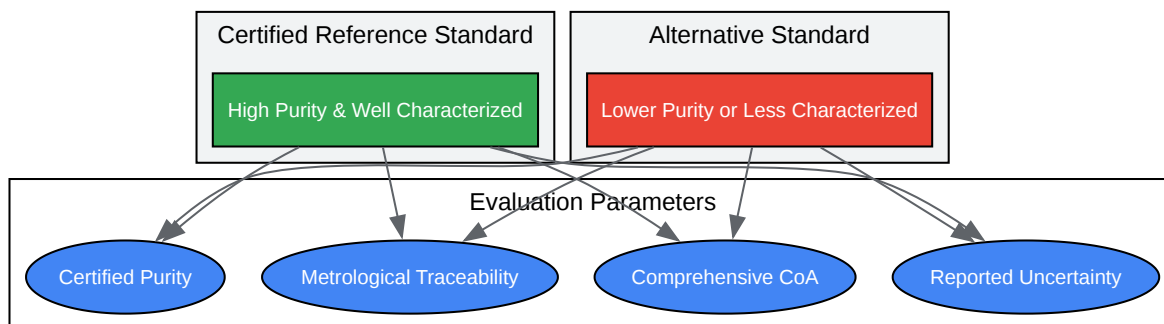 Certified Reference Standard
Alternative Standard
High Purity & Well Characterized
Lower Purity or Less Characterized
Evaluation Parameters
Certified Purity
Metrological Traceability
Comprehensive CoA
Reported Uncertainty